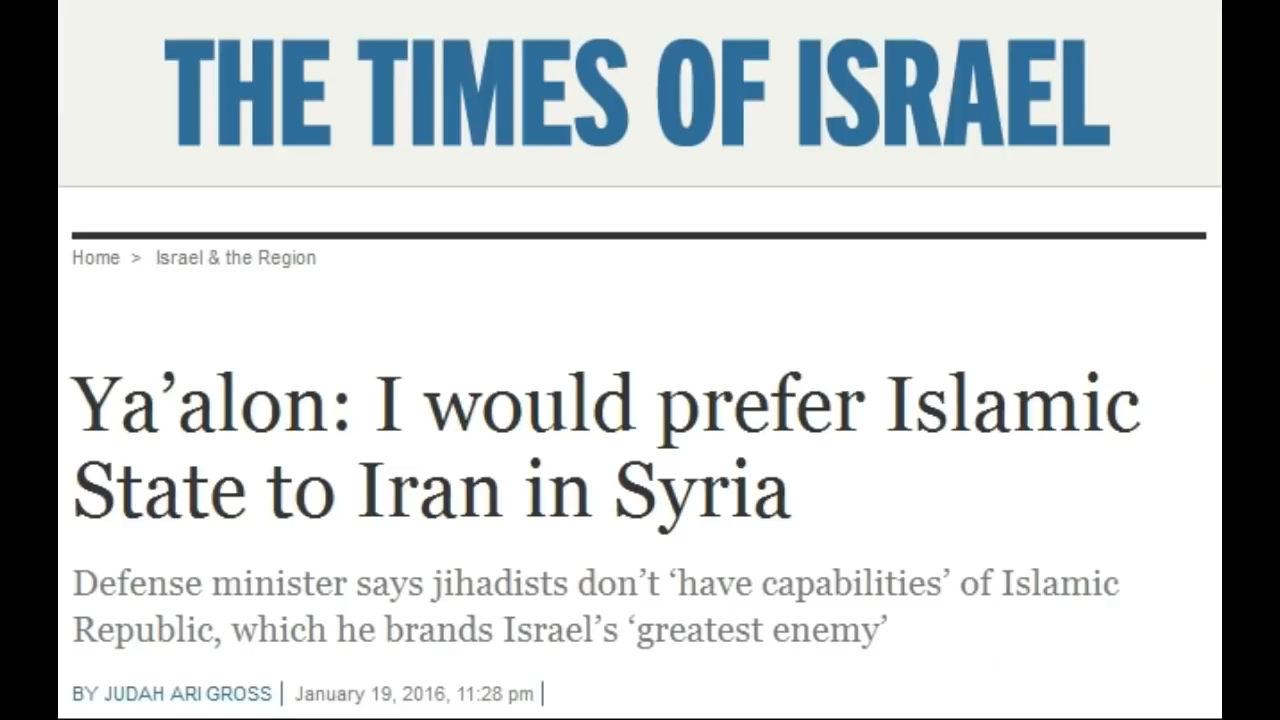 THE TIMES OF ISRAEL
Home > Israel & the Region
Ya’alon: I would prefer Islamic
State to Iran in Syria
Defense minister says jihadists don’t ‘have capabilities’ of Islamic
Republic, which he brands Israel’s ‘greatest enemy’
BY JUDAH ARI GROSS | January 19, 2016, 11:28 pm |